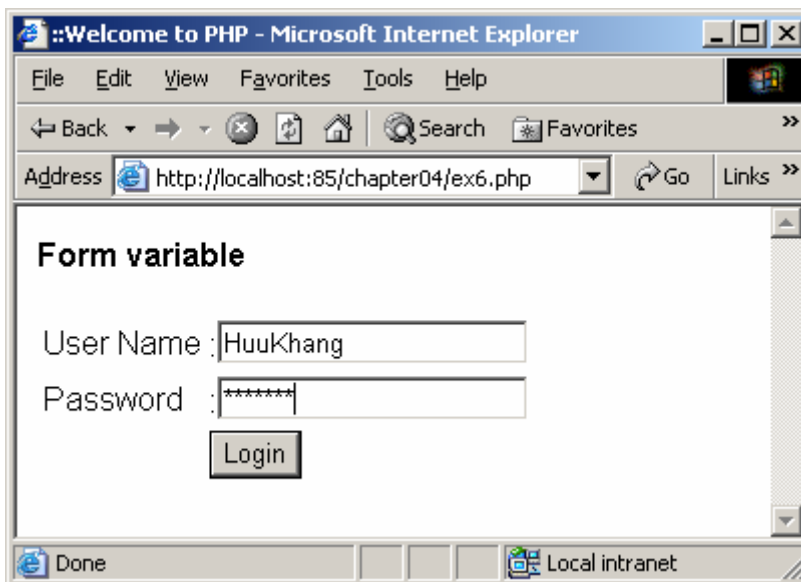 ::Welcome to PHP - Microsoft Internet Explorer
File Edit View Favorites Tools Help
Back Search Favorites »
Address http://localhost:85/chapter04/ex6.php Go Links »
Form variable
User Name :HuuKhang
Password :*******
Login
Done Local intranet